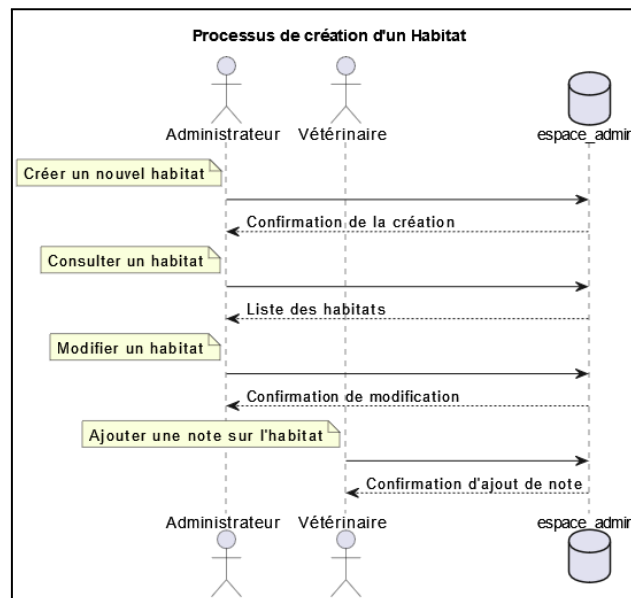 Processus de création d'un Habitat
Administrateur Vétérinaire espace_admin
Créer un nouvel habitat
Confirmation de la création
Consulter un habitat
Liste des habitats
Modifier un habitat
Confirmation de modification
Ajouter une note sur l'habitat
Confirmation d'ajout de note
Administrateur Vétérinaire espace_admin